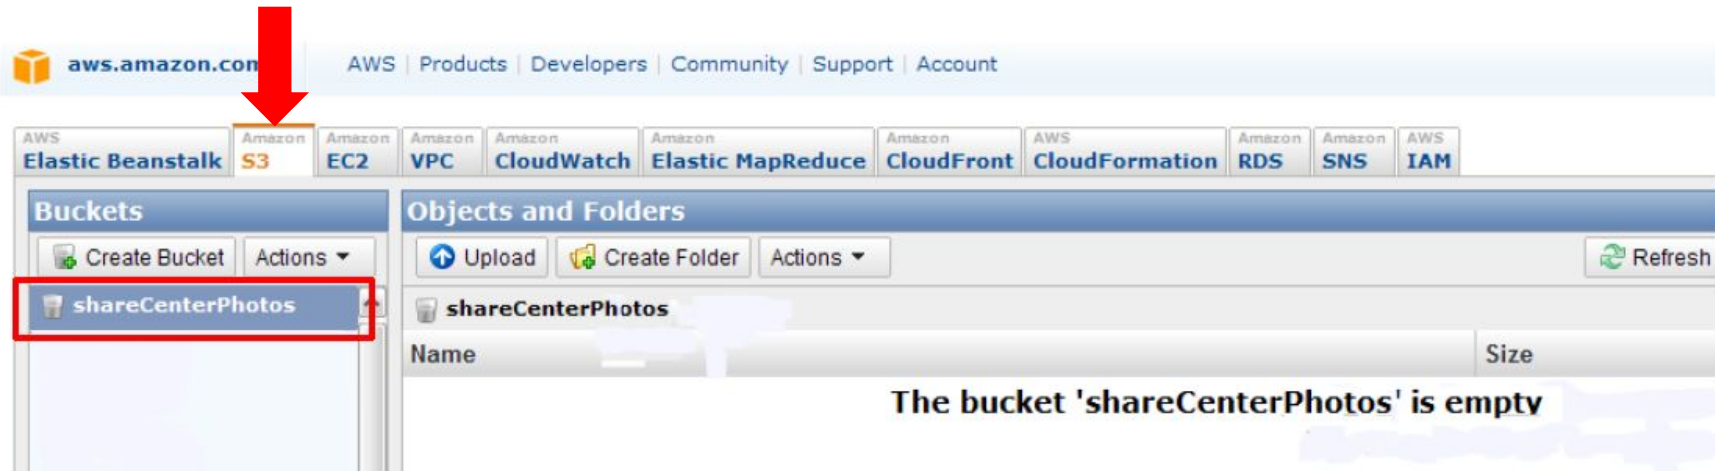 aws.amazon.com
AWS | Products | Developers | Community | Support | Account
AWS Amazon Amazon Amazon Amazon Amazon Amazon AWS Amazon Amazon AWS
Elastic Beanstalk S3 EC2 VPC CloudWatch Elastic MapReduce CloudFront CloudFormation RDS SNS IAM
Buckets Objects and Folders
Create Bucket Actions Upload Create Folder Actions Refresh
shareCenterPhotos shareCenterPhotos
Name Size
The bucket 'shareCenterPhotos' is empty